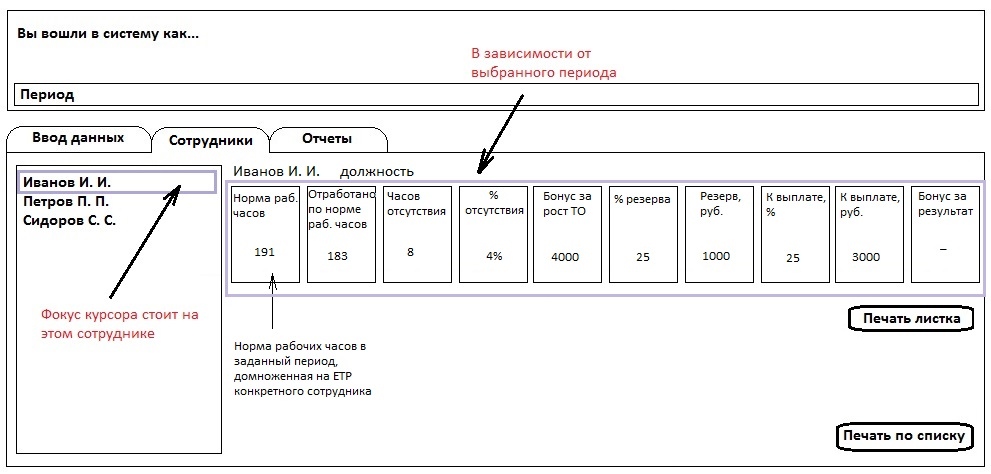 Вы вошли в систему как...
В зависимости от
выбранного периода
Период
Ввод данных
Сотрудники
Отчеты
Иванов И. И.
Петров П. П.
Сидоров С. С.
Фокус курсора стоит на
этом сотруднике
Иванов И. И. должность
Норма раб.
часов
191
Отработано
по норме
раб. часов
183
Часов
отсутствия
8
%
отсутствия
4%
Бонус за
рост ТО
4000
% резерва
25
Резерв,
руб.
1000
К выплате,
%
25
К выплате,
руб.
3000
Бонус за
результат
–
Норма рабочих часов в
заданный период,
домноженная на ЕТР
конкретного сотрудника
Печать листка
Печать по списку